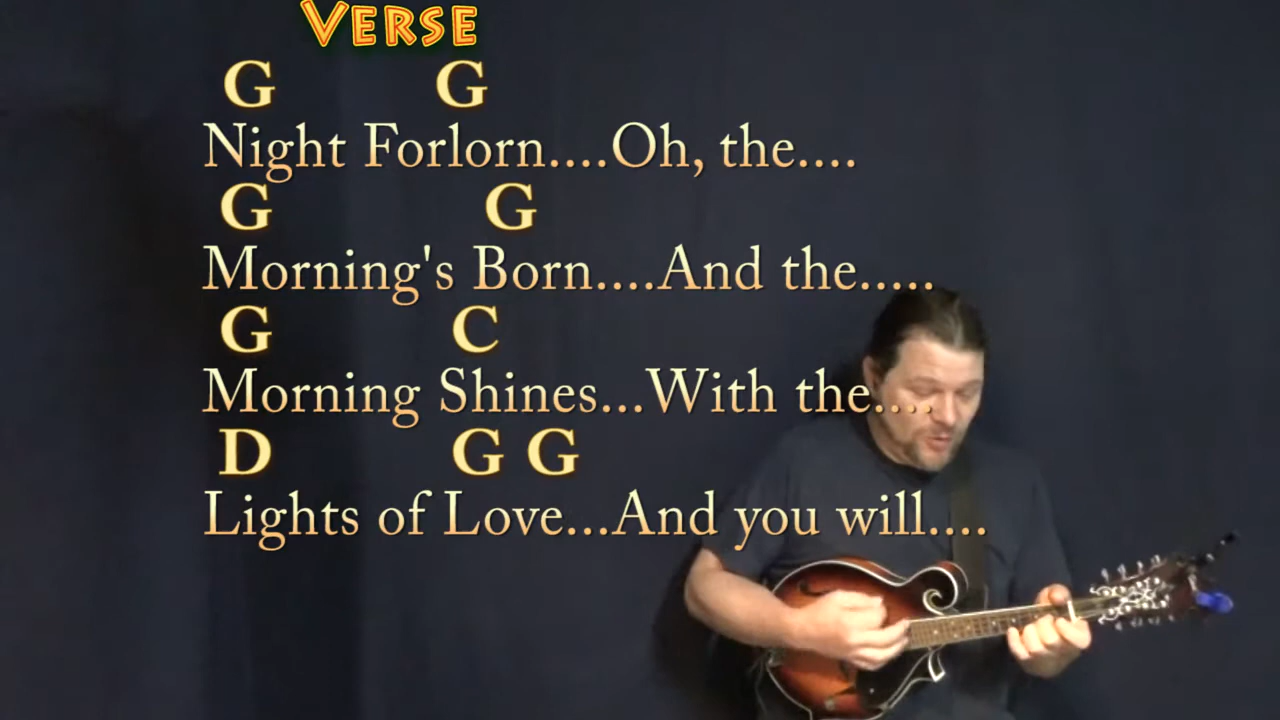 VERSE
G G
Night Forlorn....Oh, the....
G G
Morning's Born....And the.....
G C
Morning Shines...With the....
D G G
Lights of Love...And you will....